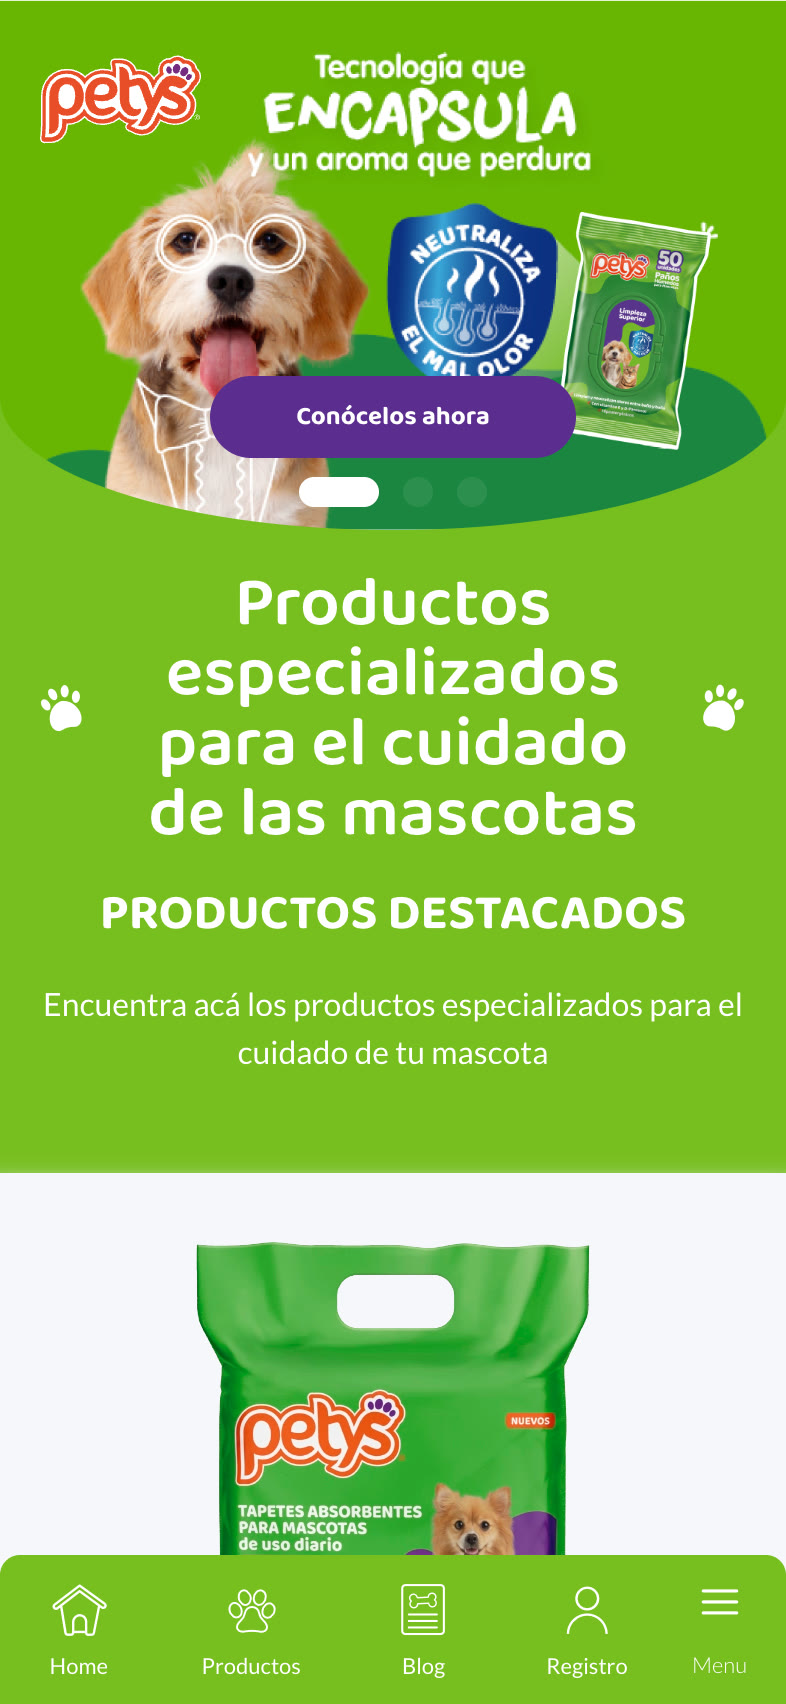 petys
Tecnología que
ENCAPSULA
y un aroma que perdura
NEUTRALIZA
EL MAL OLOR
petys
50
unidades
Paños
Húmedos
Limpieza
Superior
Conócelos ahora
Productos
especializados
para el cuidado
de las mascotas
PRODUCTOS DESTACADOS
Encuentra acá los productos especializados para el
cuidado de tu mascota
petys
NUEVOS
TAPETES ABSORBENTES
PARA MASCOTAS
de uso diario
Home
Productos
Blog
Registro
Menu